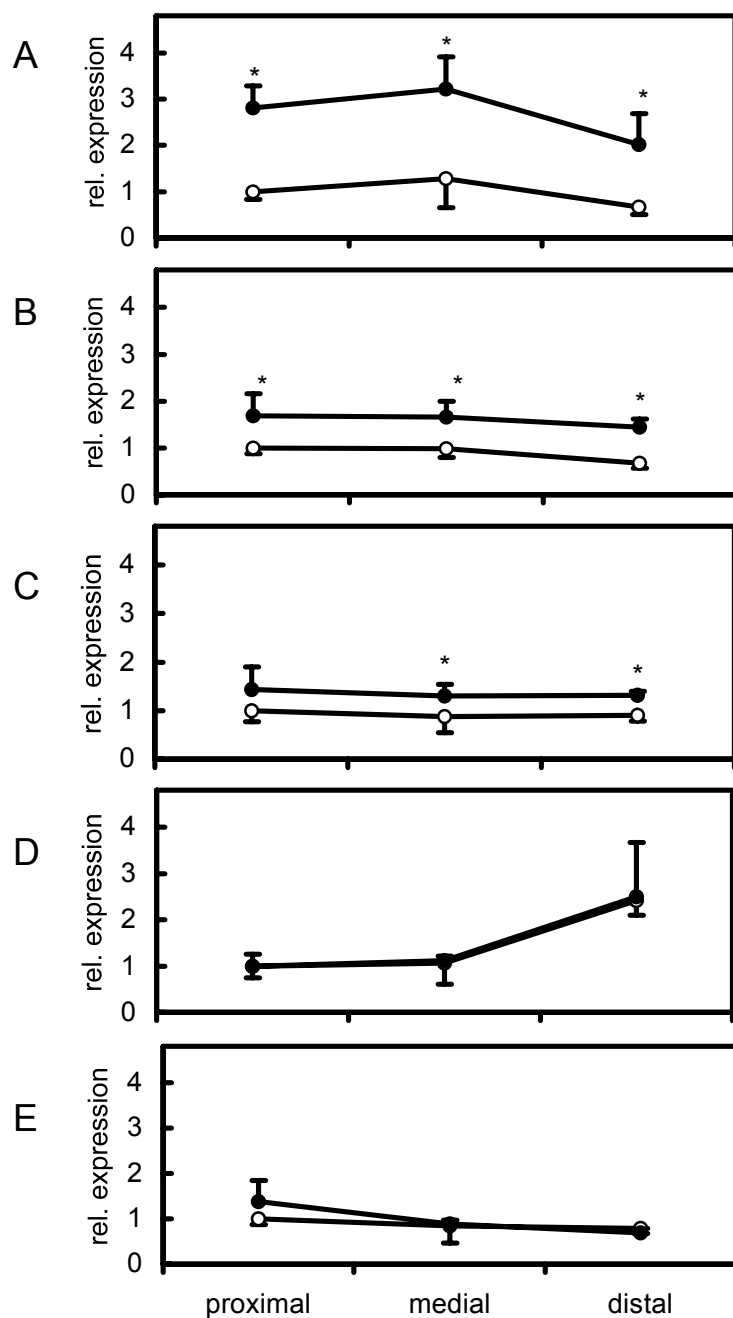 A
rel. expression
4
3
2
1
0
* * *
B
rel. expression
4
3
2
1
0
* * *
C
rel. expression
4
3
2
1
0
* *
D
rel. expression
4
3
2
1
0
E
rel. expression
4
3
2
1
0
proximal medial distal